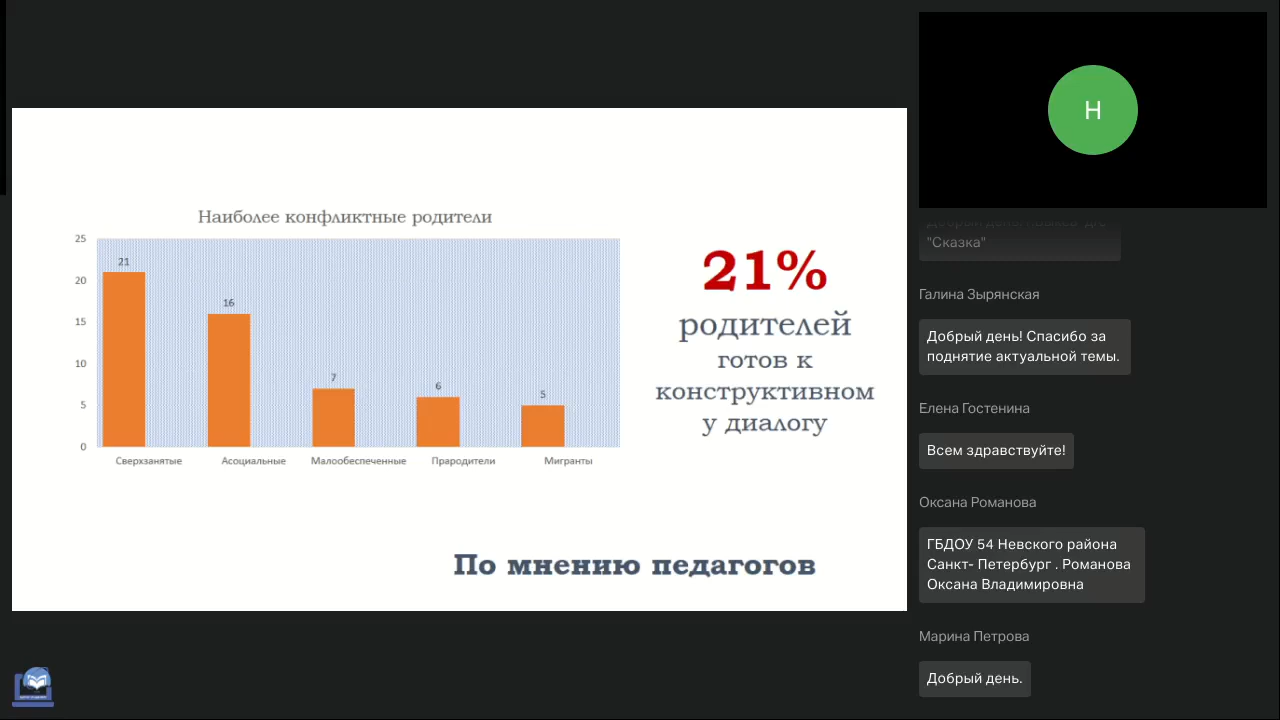 Наиболее конфликтные родители
25
20
15
10
5
0
21
16
7
6
5
Сверхзанятые
Асоциальные
Малообеспеченные
Прародители
Мигранты
21%
родителей
готов к
конструктивном
у диалогу
По мнению педагогов
Н
"Сказка"
Галина Зырянская
Добрый день! Спасибо за
поднятие актуальной темы.
Елена Гостенина
Всем здравствуйте!
Оксана Романова
ГБДОУ 54 Невского района
Санкт- Петербург . Романова
Оксана Владимировна
Марина Петрова
Добрый день.